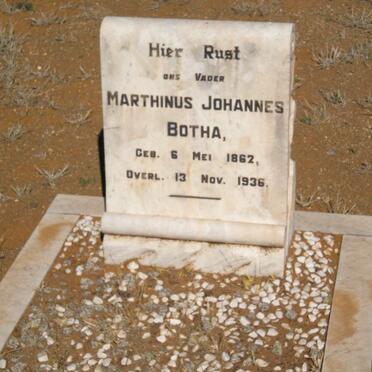 Hier Rust
ONS VADER
MARTHINUS JOHANNES
BOTHA,
GEB. 6 MEI 1862,
OVERL. 13 NOV. 1936.